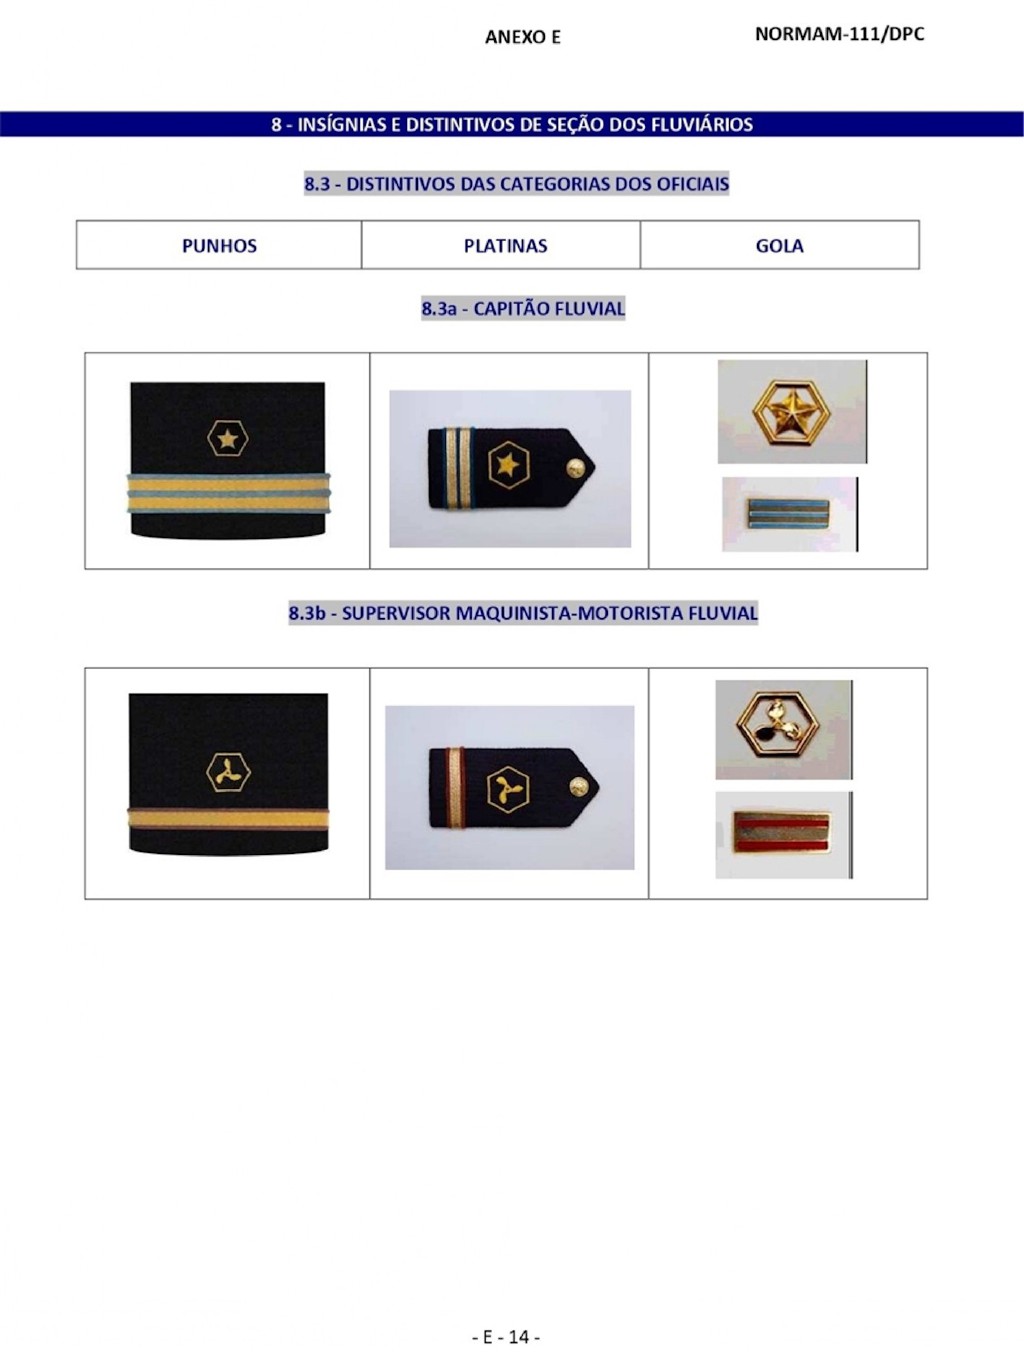 ANEXO E
NORMAM-111/DPC
8 - INSÍGNIAS E DISTINTIVOS DE SEÇÃO DOS FLUVIÁRIOS
8.3 - DISTINTIVOS DAS CATEGORIAS DOS OFICIAIS
PUNHOS
PLATINAS
GOLA
8.3a - CAPITÃO FLUVIAL
8.3b - SUPERVISOR MAQUINISTA-MOTORISTA FLUVIAL
- E - 14 -